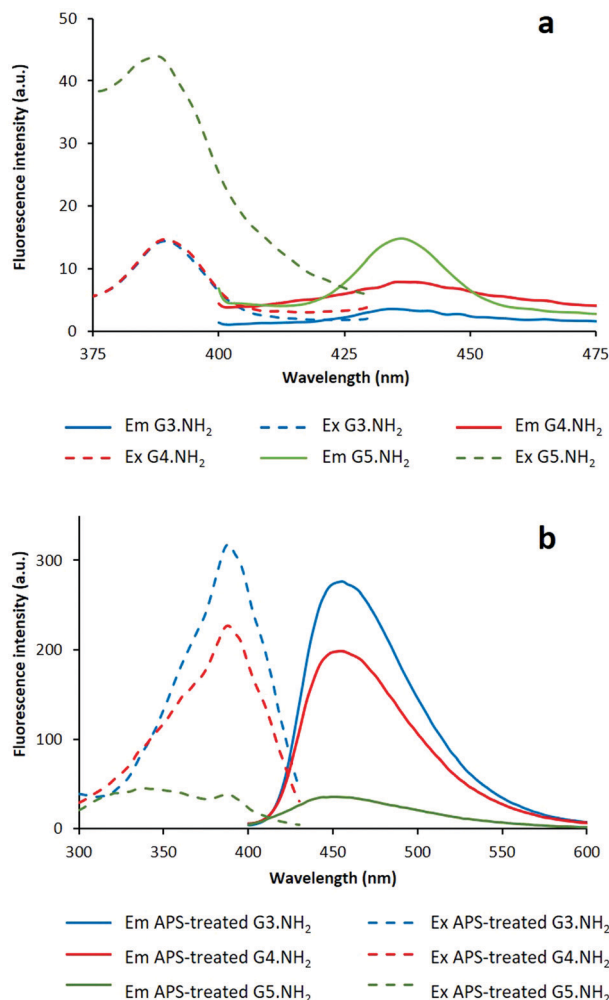 a
Fluorescence intensity (a.u.)
50
40
30
20
10
0
375
400
425
450
475
Wavelength (nm)
Em G3.NH₂
Ex G3.NH₂
Em G4.NH₂
Ex G4.NH₂
Em G5.NH₂
Ex G5.NH₂
b
Fluorescence intensity (a.u.)
300
200
100
0
300
350
400
450
500
550
600
Wavelength (nm)
Em APS-treated G3.NH₂
Ex APS-treated G3.NH₂
Em APS-treated G4.NH₂
Ex APS-treated G4.NH₂
Em APS-treated G5.NH₂
Ex APS-treated G5.NH₂